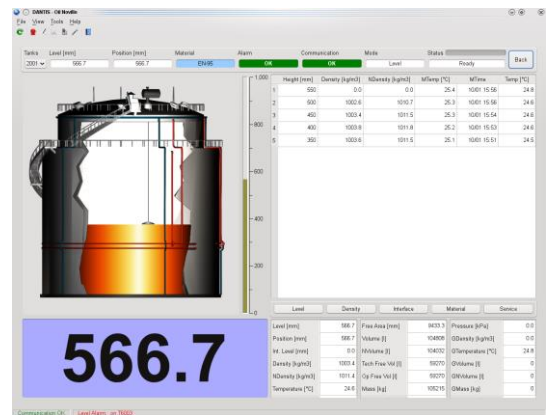 DANTIS - Oil Noville
File View Tools Help
Tanks Level [mm] Position [mm] Material Alarm Communication Mode Status
2001 566.7 566.7 EN95 OK OK Level Ready Back
Height [mm] Density [kg/m3] NDensity [kg/m3] MTemp [°C] MTime Temp [°C]
1 550 0.0 0.0 25.4 10/01 15:56 24.8
2 500 1002.6 1010.7 25.3 10/01 15:56 24.6
3 450 1003.4 1011.5 25.3 10/01 15:54 24.6
4 400 1003.8 1011.8 25.2 10/01 15:53 24.6
5 350 1003.6 1011.5 25.1 10/01 15:51 24.5
1,000
800
600
400
200
0
Level Density Interface Material Service
566.7
Level [mm] 566.7 Free Area [mm] 8433.3 Pressure [kPa] 0.0
Position [mm] 566.7 Volume [l] 104808 GDensity [kg/m3] 0.0
Int. Level [mm] 0.0 NVolume [l] 104032 GTemperature [°C] 24.8
Density [kg/m3] 1003.4 Tech Free Vol [l] 59270 GVolume [l] 0
NDensity [kg/m3] 1011.4 Op Free Vol [l] 59270 GNVolume [l] 0
Temperature [°C] 24.6 Mass [kg] 105215 GMass [kg] 0
Communication OK Level Alarm on T6003